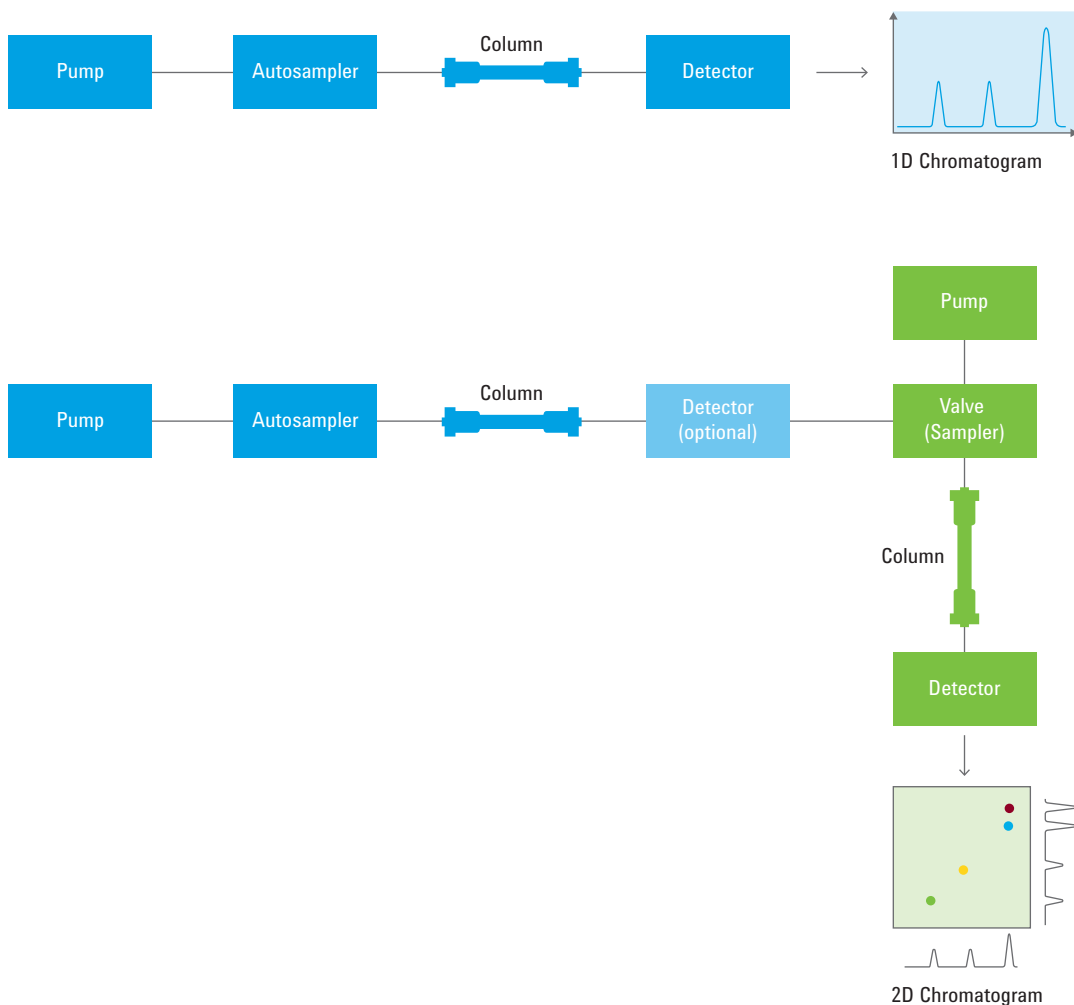 Column
Pump
Autosampler
Detector
1D Chromatogram
Pump
Column
Pump
Autosampler
Detector
(optional)
Valve
(Sampler)
Column
Detector
2D Chromatogram